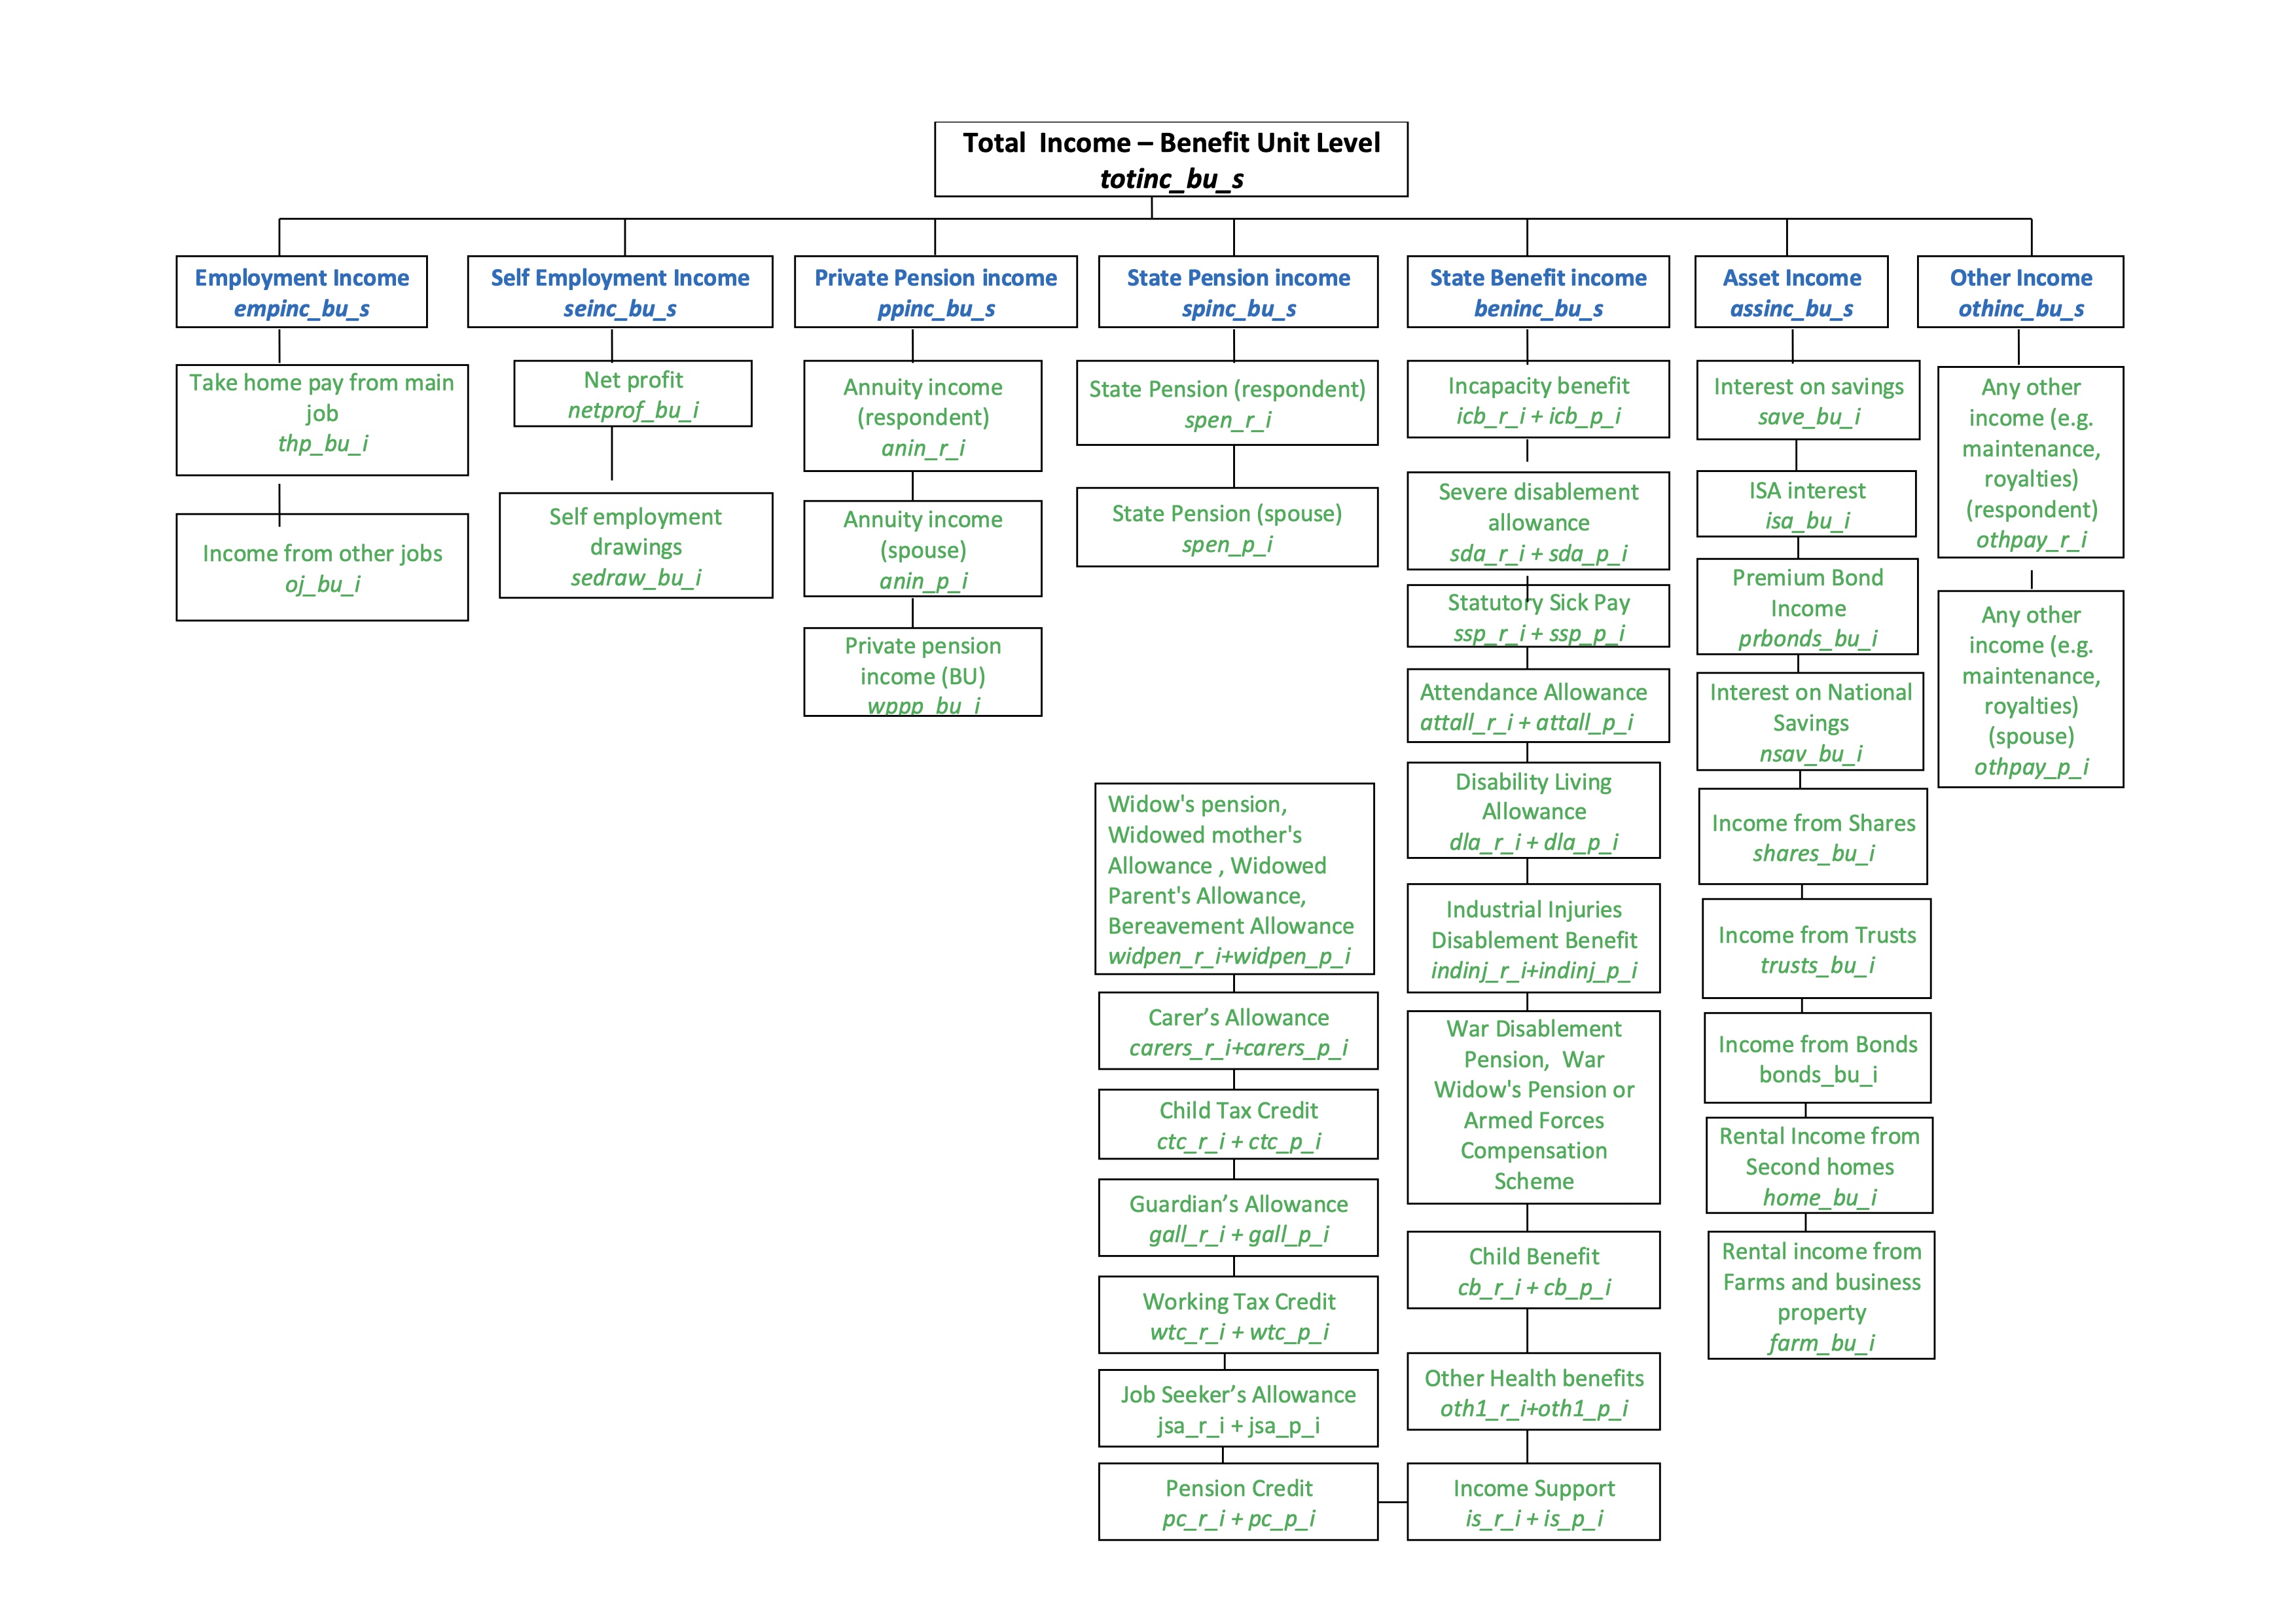 Total  Income – Benefit Unit Level
totinc_bu_s
Employment Income
empinc_bu_s
Self Employment Income
seinc_bu_s
Private Pension income
ppinc_bu_s
State Pension income
spinc_bu_s
State Benefit income
beninc_bu_s
Asset Income
assinc_bu_s
Other Income
othinc_bu_s
Take home pay from main
job
thp_bu_i
Income from other jobs
oj_bu_i
Net profit
netprof_bu_i
Self employment
drawings
sedraw_bu_i
Annuity income
(respondent)
anin_r_i
Annuity income
(spouse)
anin_p_i
Private pension
income (BU)
wppp_bu_i
State Pension (respondent)
spen_r_i
State Pension (spouse)
spen_p_i
Incapacity benefit
icb_r_i + icb_p_i
Severe disablement
allowance
sda_r_i + sda_p_i
Statutory Sick Pay
ssp_r_i + ssp_p_i
Attendance Allowance
attall_r_i + attall_p_i
Disability Living
Allowance
dla_r_i + dla_p_i
Industrial Injuries
Disablement Benefit
indinj_r_i+indinj_p_i
War Disablement
Pension,  War
Widow's Pension or
Armed Forces
Compensation
Scheme
Child Benefit
cb_r_i + cb_p_i
Other Health benefits
oth1_r_i+oth1_p_i
Income Support
is_r_i + is_p_i
Widow's pension,
Widowed mother's
Allowance , Widowed
Parent's Allowance,
Bereavement Allowance
widpen_r_i+widpen_p_i
Carer’s Allowance
carers_r_i+carers_p_i
Child Tax Credit
ctc_r_i + ctc_p_i
Guardian’s Allowance
gall_r_i + gall_p_i
Working Tax Credit
wtc_r_i + wtc_p_i
Job Seeker’s Allowance
jsa_r_i + jsa_p_i
Pension Credit
pc_r_i + pc_p_i
Interest on savings
save_bu_i
ISA interest
isa_bu_i
Premium Bond
Income
prbonds_bu_i
Interest on National
Savings
nsav_bu_i
Income from Shares
shares_bu_i
Income from Trusts
trusts_bu_i
Income from Bonds
bonds_bu_i
Rental Income from
Second homes
home_bu_i
Rental income from
Farms and business
property
farm_bu_i
Any other
income (e.g.
maintenance,
royalties)
(respondent)
othpay_r_i
Any other
income (e.g.
maintenance,
royalties)
(spouse)
othpay_p_i